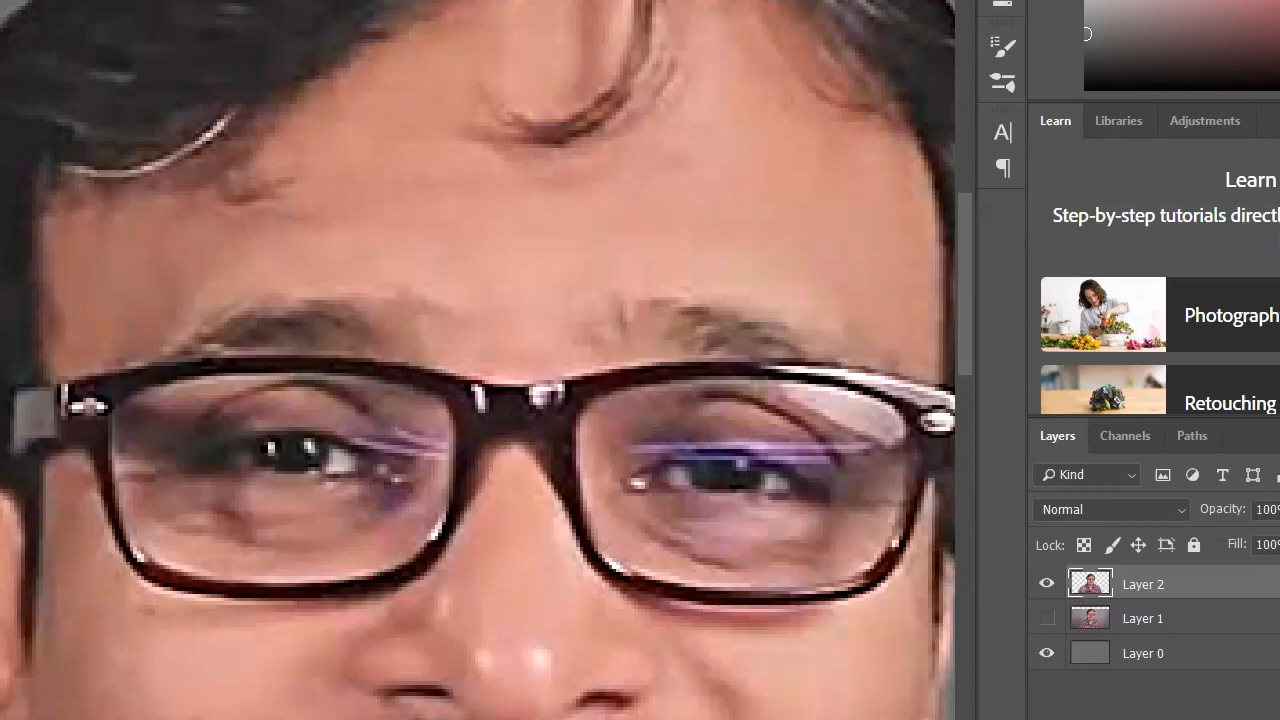 Learn Libraries Adjustments
Learn
Step-by-step tutorials directl
Photograph
Retouching
Layers Channels Paths
Kind
Normal Opacity: 100%
Lock: Fill: 100%
Layer 2
Layer 1
Layer 0